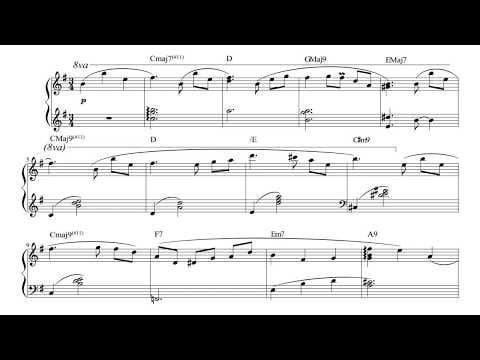 8va
Cmaj7(#11) D GMaj9 EMaj7
p
CMaj9(#11) D /E C#m9
(8va)
5
Cmaj9(#11) F7 Em7 A9
9